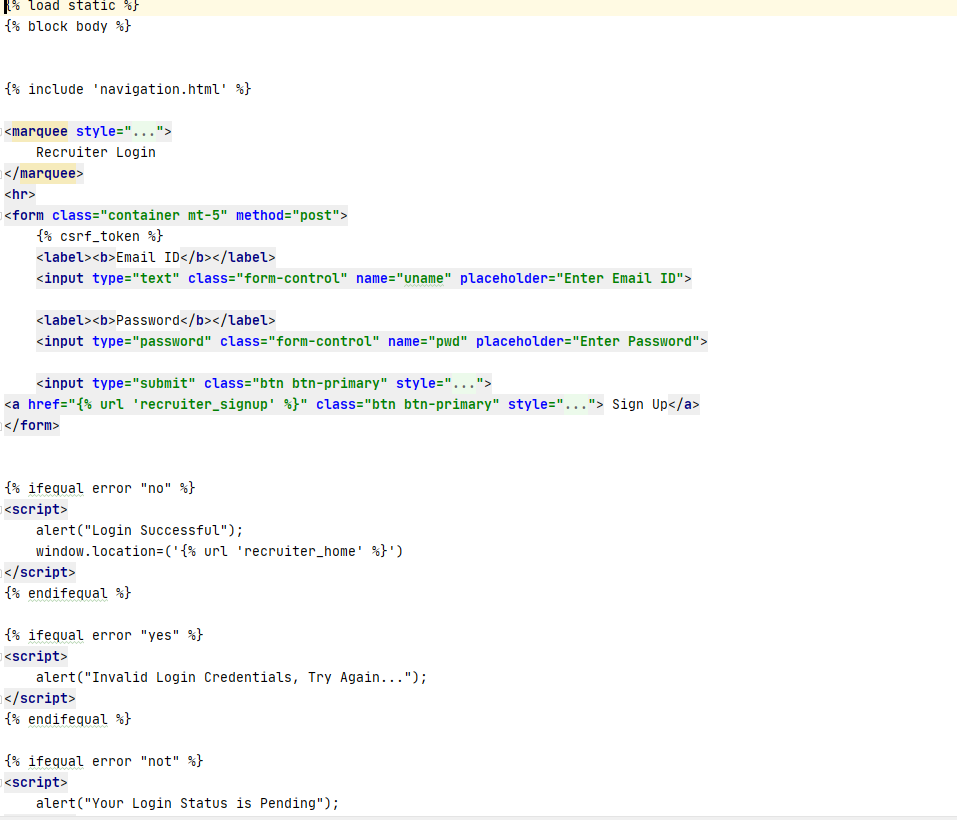 {% load static %}
{% block body %}
{% include 'navigation.html' %}
<marquee style="...">
    Recruiter Login
</marquee>
<hr>
<form class="container mt-5" method="post">
    {% csrf_token %}
    <label><b>Email ID</b></label>
    <input type="text" class="form-control" name="uname" placeholder="Enter Email ID">
    <label><b>Password</b></label>
    <input type="password" class="form-control" name="pwd" placeholder="Enter Password">
    <input type="submit" class="btn btn-primary" style="...">
<a href="{% url 'recruiter_signup' %}" class="btn btn-primary" style="..."> Sign Up</a>
</form>
{% ifequal error "no" %}
<script>
    alert("Login Successful");
    window.location=('{% url 'recruiter_home' %}')
</script>
{% endifequal %}
{% ifequal error "yes" %}
<script>
    alert("Invalid Login Credentials, Try Again...");
</script>
{% endifequal %}
{% ifequal error "not" %}
<script>
    alert("Your Login Status is Pending");